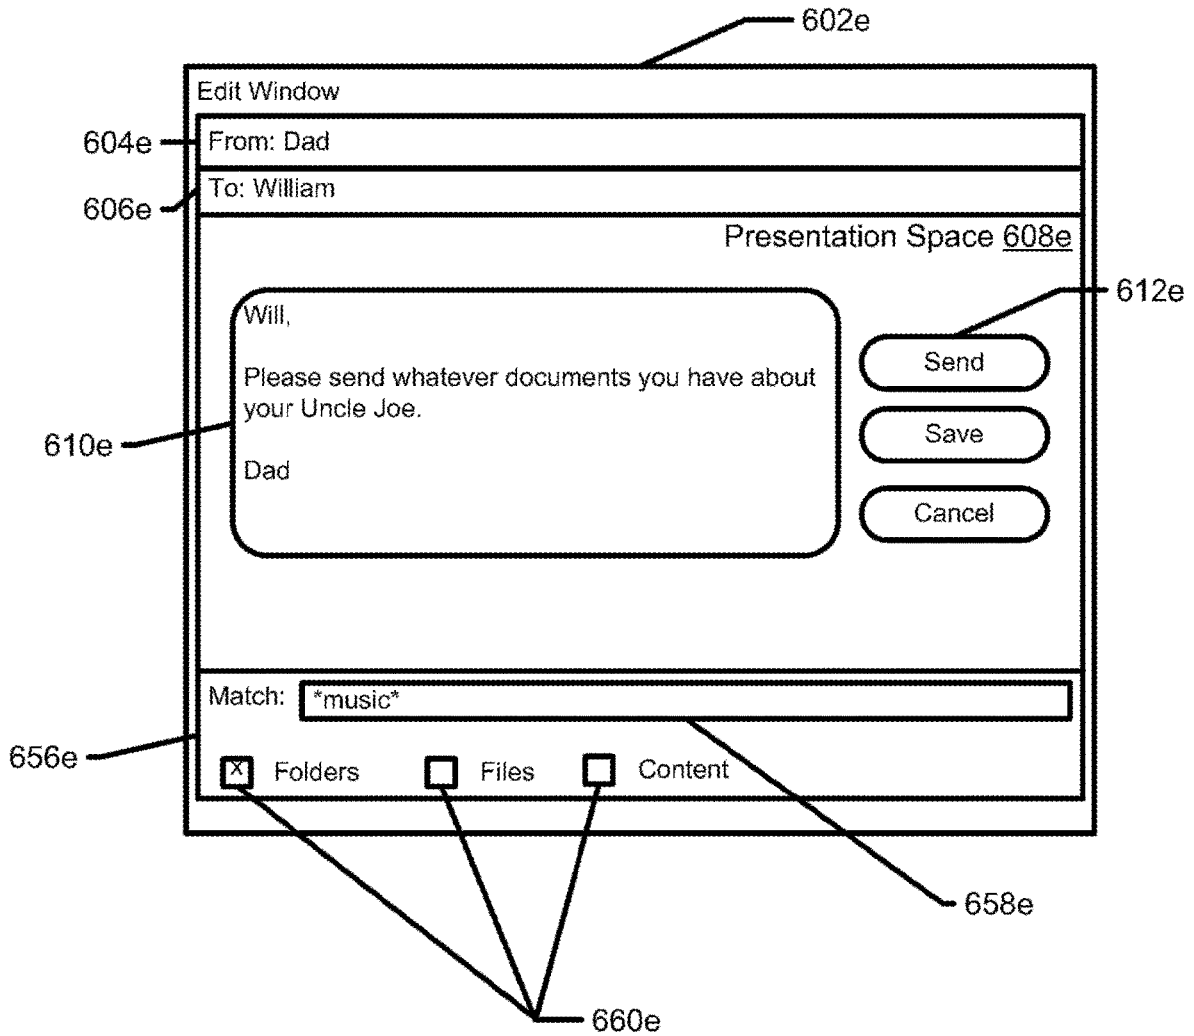 602e
Edit Window
604e
From: Dad
To: William
606e
Presentation Space 608e
612e
Will,
Send
Please send whatever documents you have about
your Uncle Joe.
Save
610e
Dad
Cancel
Match:
*music*
656e
x Folders Files Content
658e
660e